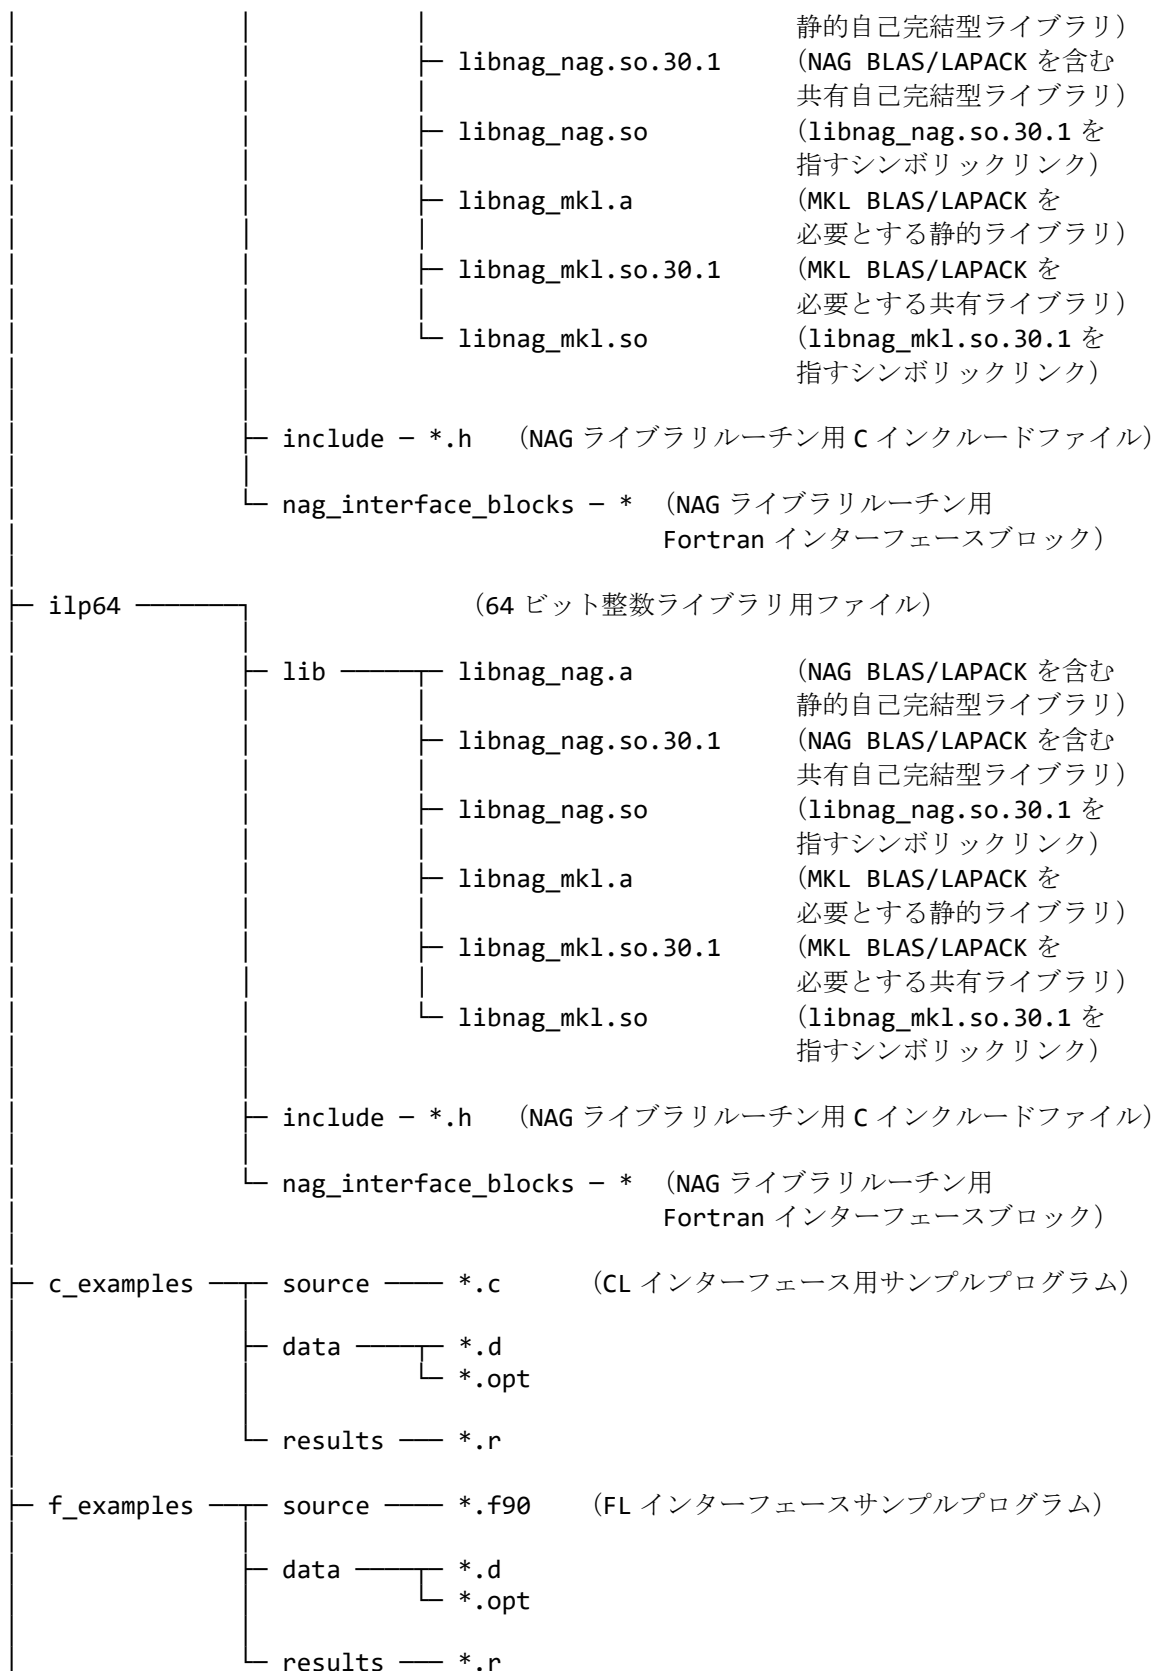 静的自己完結型ライブラリ）
libnag_nag.so.30.1 （NAG BLAS/LAPACK を含む
共有自己完結型ライブラリ）
libnag_nag.so （libnag_nag.so.30.1 を
指すシンボリックリンク）
libnag_mkl.a （MKL BLAS/LAPACK を
必要とする静的ライブラリ）
libnag_mkl.so.30.1 （MKL BLAS/LAPACK を
必要とする共有ライブラリ）
libnag_mkl.so （libnag_mkl.so.30.1 を
指すシンボリックリンク）
include － *.h （NAG ライブラリルーチン用 C インクルードファイル）
nag_interface_blocks － * （NAG ライブラリルーチン用
Fortran インターフェースブロック）
ilp64 （64 ビット整数ライブラリ用ファイル）
lib libnag_nag.a （NAG BLAS/LAPACK を含む
静的自己完結型ライブラリ）
libnag_nag.so.30.1 （NAG BLAS/LAPACK を含む
共有自己完結型ライブラリ）
libnag_nag.so （libnag_nag.so.30.1 を
指すシンボリックリンク）
libnag_mkl.a （MKL BLAS/LAPACK を
必要とする静的ライブラリ）
libnag_mkl.so.30.1 （MKL BLAS/LAPACK を
必要とする共有ライブラリ）
libnag_mkl.so （libnag_mkl.so.30.1 を
指すシンボリックリンク）
include － *.h （NAG ライブラリルーチン用 C インクルードファイル）
nag_interface_blocks － * （NAG ライブラリルーチン用
Fortran インターフェースブロック）
c_examples source *.c （CL インターフェース用サンプルプログラム）
data *.d
*.opt
results *.r
f_examples source *.f90 （FL インターフェースサンプルプログラム）
data *.d
*.opt
results *.r